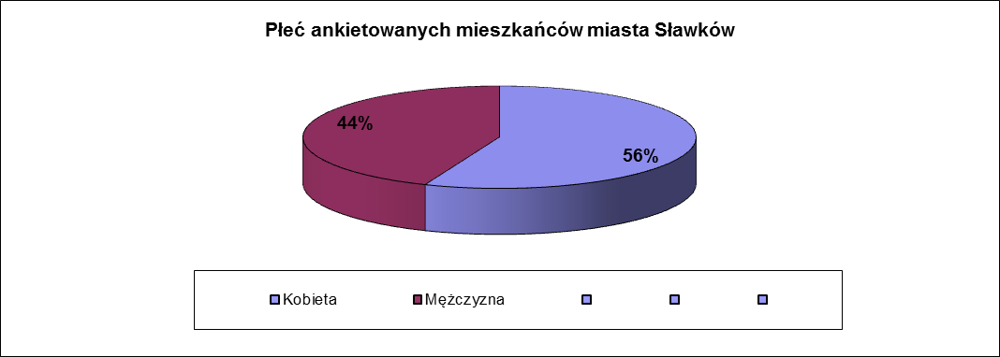 Płeć ankietowanych mieszkańców miasta Sławków
44%
56%
Kobieta Mężczyzna